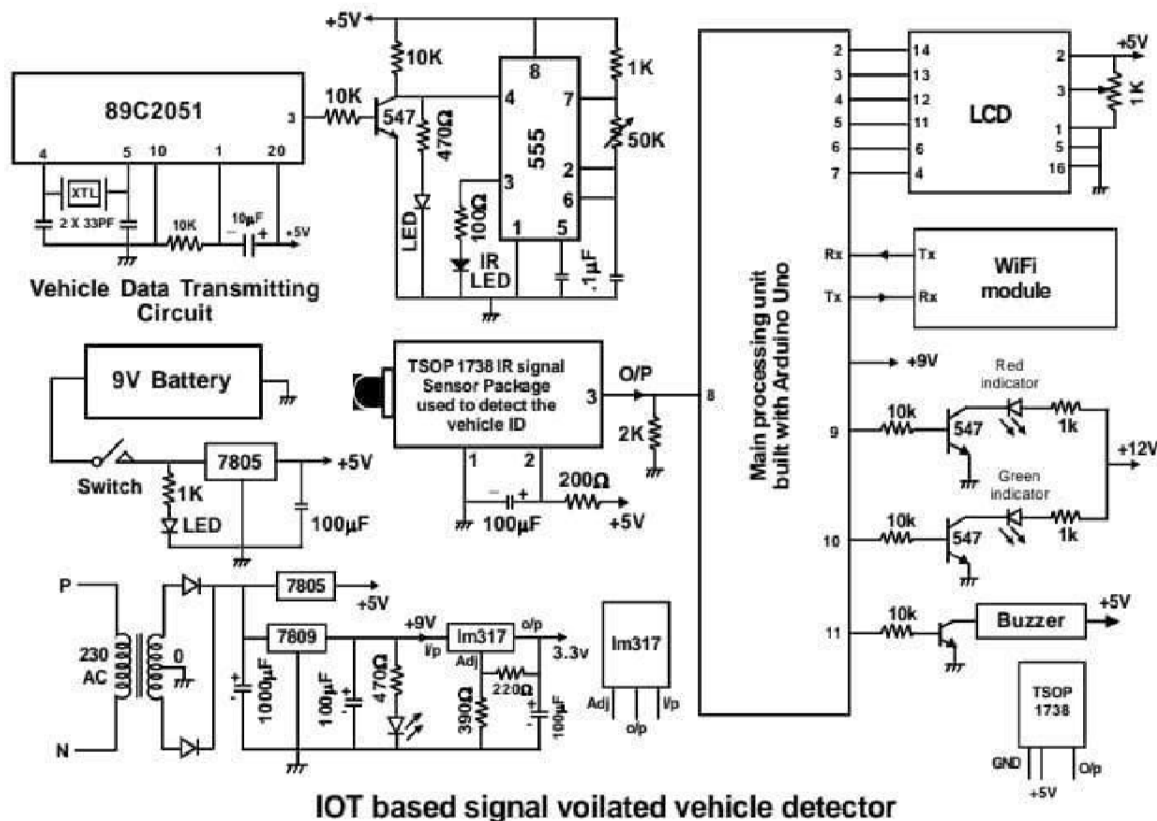 +5V
10K
89C2051
3
10K
547
470Ω
LED
4
5
10
1
20
XTL
2 X 33PF
10K
10µF
− +
+5V
Vehicle Data Transmitting
Circuit
8
4
7
555
3
2
6
1
5
1K
50K
100Ω
IR
LED
.1µF
Main processing unit
built with Arduino Uno
2
3
4
5
6
7
14
13
12
11
6
4
LCD
2
3
1
5
16
+5V
1K
Rx
Tx
Tx
Rx
WiFi
module
+9V
9V Battery
Switch
7805
+5V
1K
LED
100µF
TSOP 1738 IR signal
Sensor Package
used to detect the
vehicle ID
3
O/P
8
2K
1
2
− +
100µF
200Ω
+5V
Red
indicator
9
10k
547
1k
+12V
Green
indicator
10
10k
547
1k
11
10k
Buzzer
+5V
P
230
AC
N
0
7805
+5V
7809
+9V
I/p
lm317
o/p
3.3v
Adj
220Ω
390Ω
- +
1000µF
- +
100µF
470Ω
- +
100µF
lm317
Adj
o/p
I/p
TSOP
1738
GND
+5V
O/p
IOT based signal voilated vehicle detector